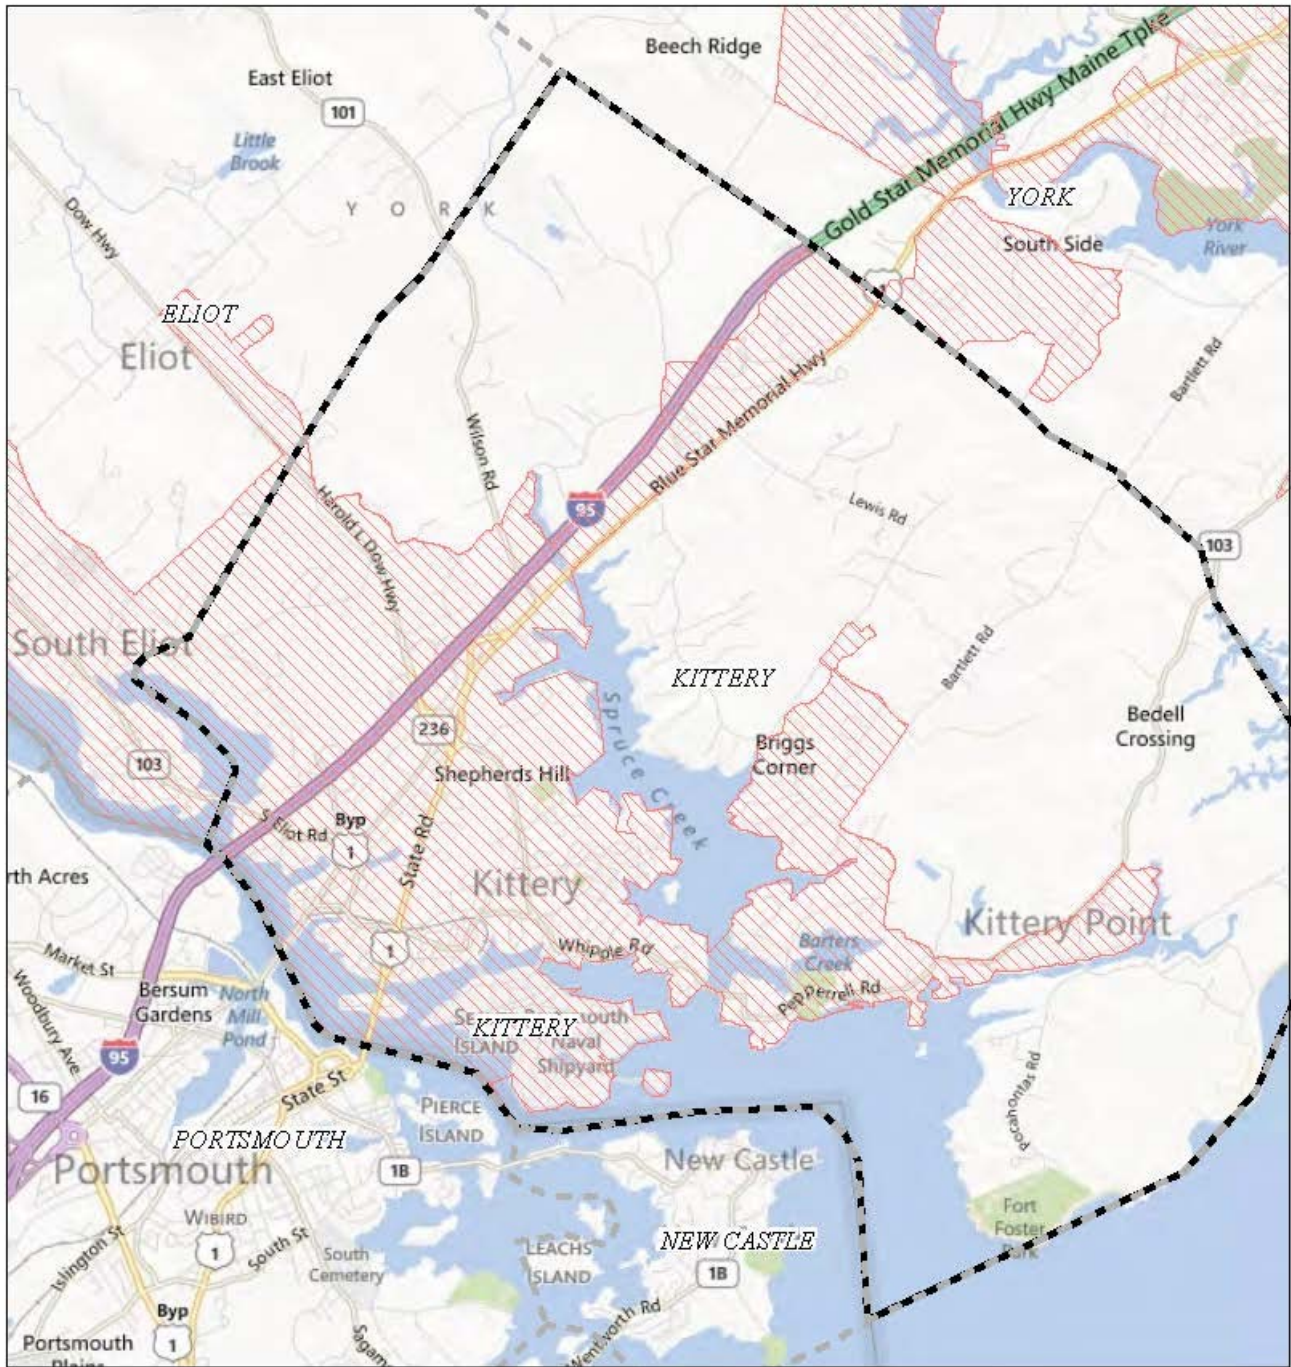 Beech Ridge
Gold Star Memorial Hwy Maine Tpke
East Eliot
101
Little
Brook
YORK
YORK
Dow Hwy
South Side
York
River
ELIOT
Eliot
Bartlett Rd
Blue Star Memorial Hwy
Wilson Rd
Harold L Dow Hwy
95
Lewis Rd
103
South Eliot
Bartlett Rd
KITTERY
Spruce Creek
236
Bedell
Crossing
Briggs
Corner
103
Shepherds Hill
S Eliot Rd
Byp
1
State Rd
rth Acres
Kittery
Kittery Point
1
Whipple Rd
Barters
Creek
Market St
Woodbury Ave
Bersum
Gardens
North
Mill
Pond
Pepperrell Rd
KITTERY
ISLAND
Naval
Shipyard
95
16
State St
PIERCE
ISLAND
Pocahontas Rd
PORTSMOUTH
Portsmouth
1B
New Castle
WIBIRD
Fort
Foster
1
South St
NEW CASTLE
LEACHS
ISLAND
South
Cemetery
1B
Islington St
Byp
1
Wentworth Rd
Sagam
Portsmouth
Plains